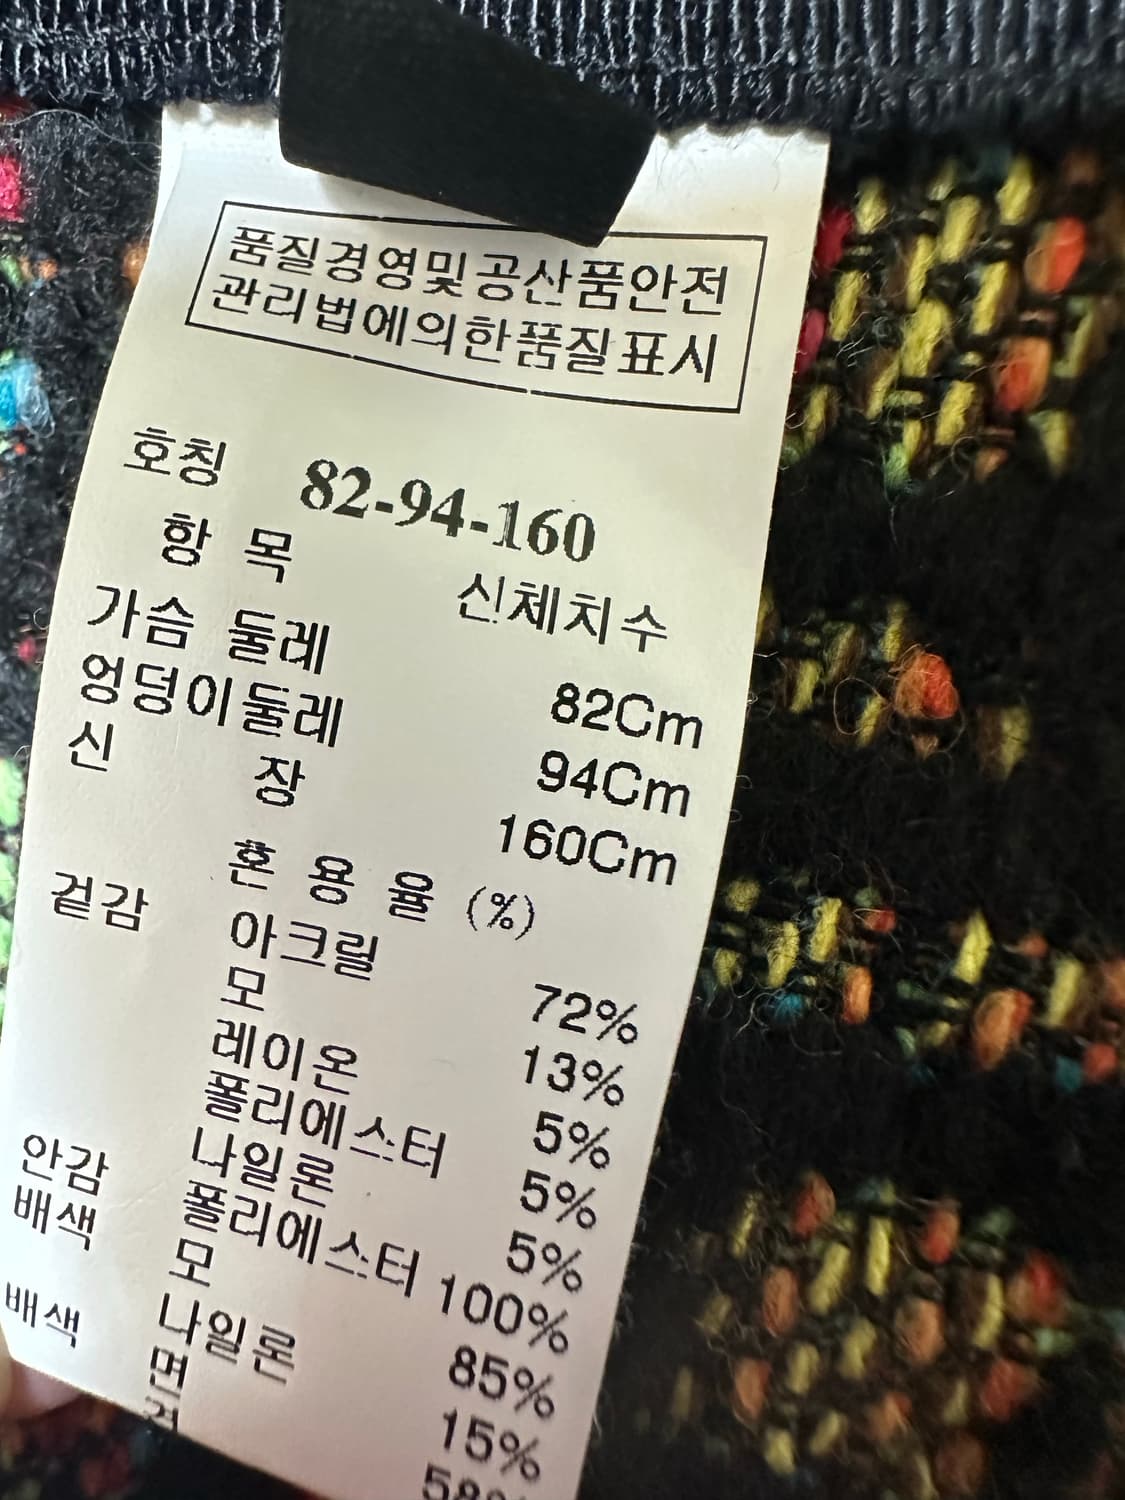 품질경영및공산품안전
관리법에의한품질표시
호칭 82-94-160
항 목 신체치수
가슴 둘레 82Cm
엉덩이둘레 94Cm
신 장 160Cm
혼 용 율 (%)
겉감 아크릴 72%
모 13%
레이온 5%
폴리에스터 5%
나일론 5%
안감 폴리에스터 100%
배색 모 85%
나일론 15%
배색 면 58%